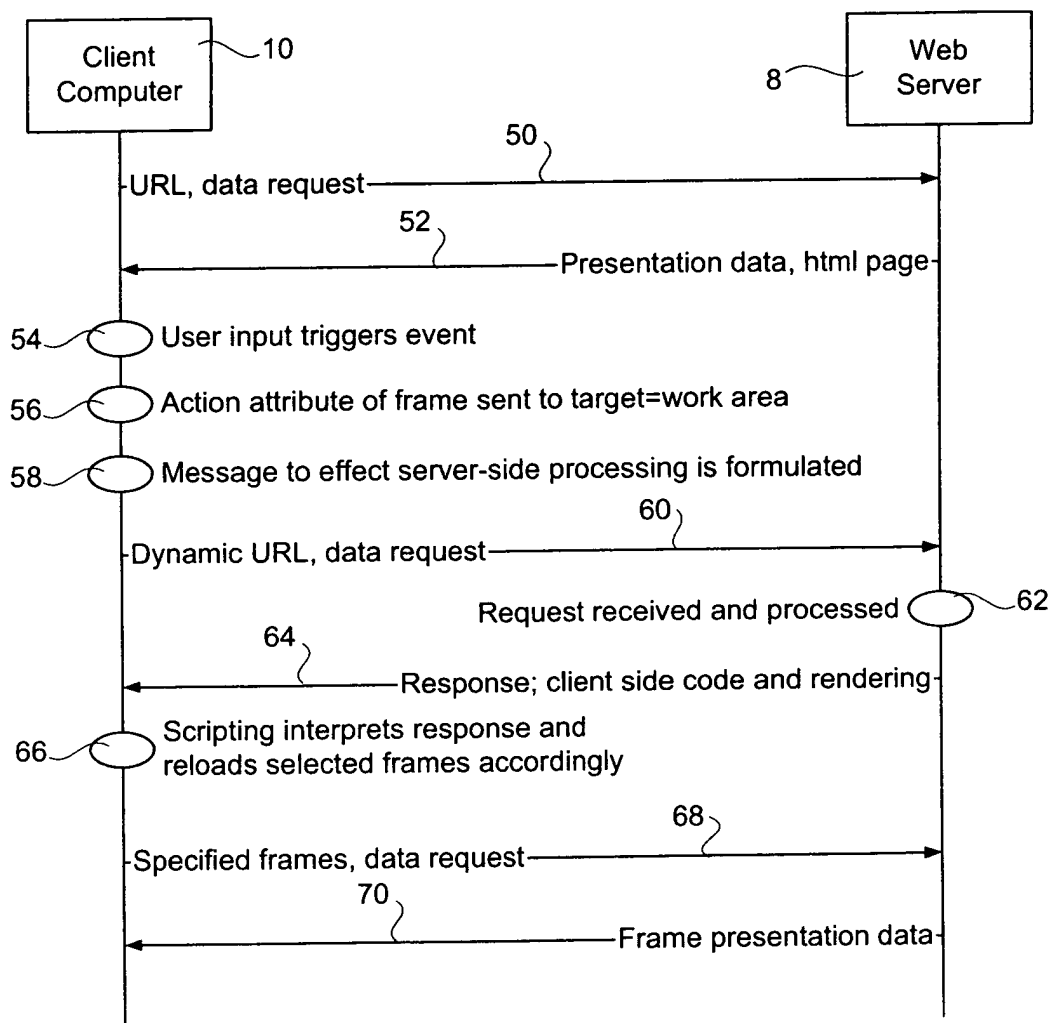 Client
Computer
10
Web
Server
8
50
URL, data request
52
Presentation data, html page
54
User input triggers event
56
Action attribute of frame sent to target=work area
58
Message to effect server-side processing is formulated
60
Dynamic URL, data request
Request received and processed
62
64
Response; client side code and rendering
66
Scripting interprets response and
reloads selected frames accordingly
68
Specified frames, data request
70
Frame presentation data